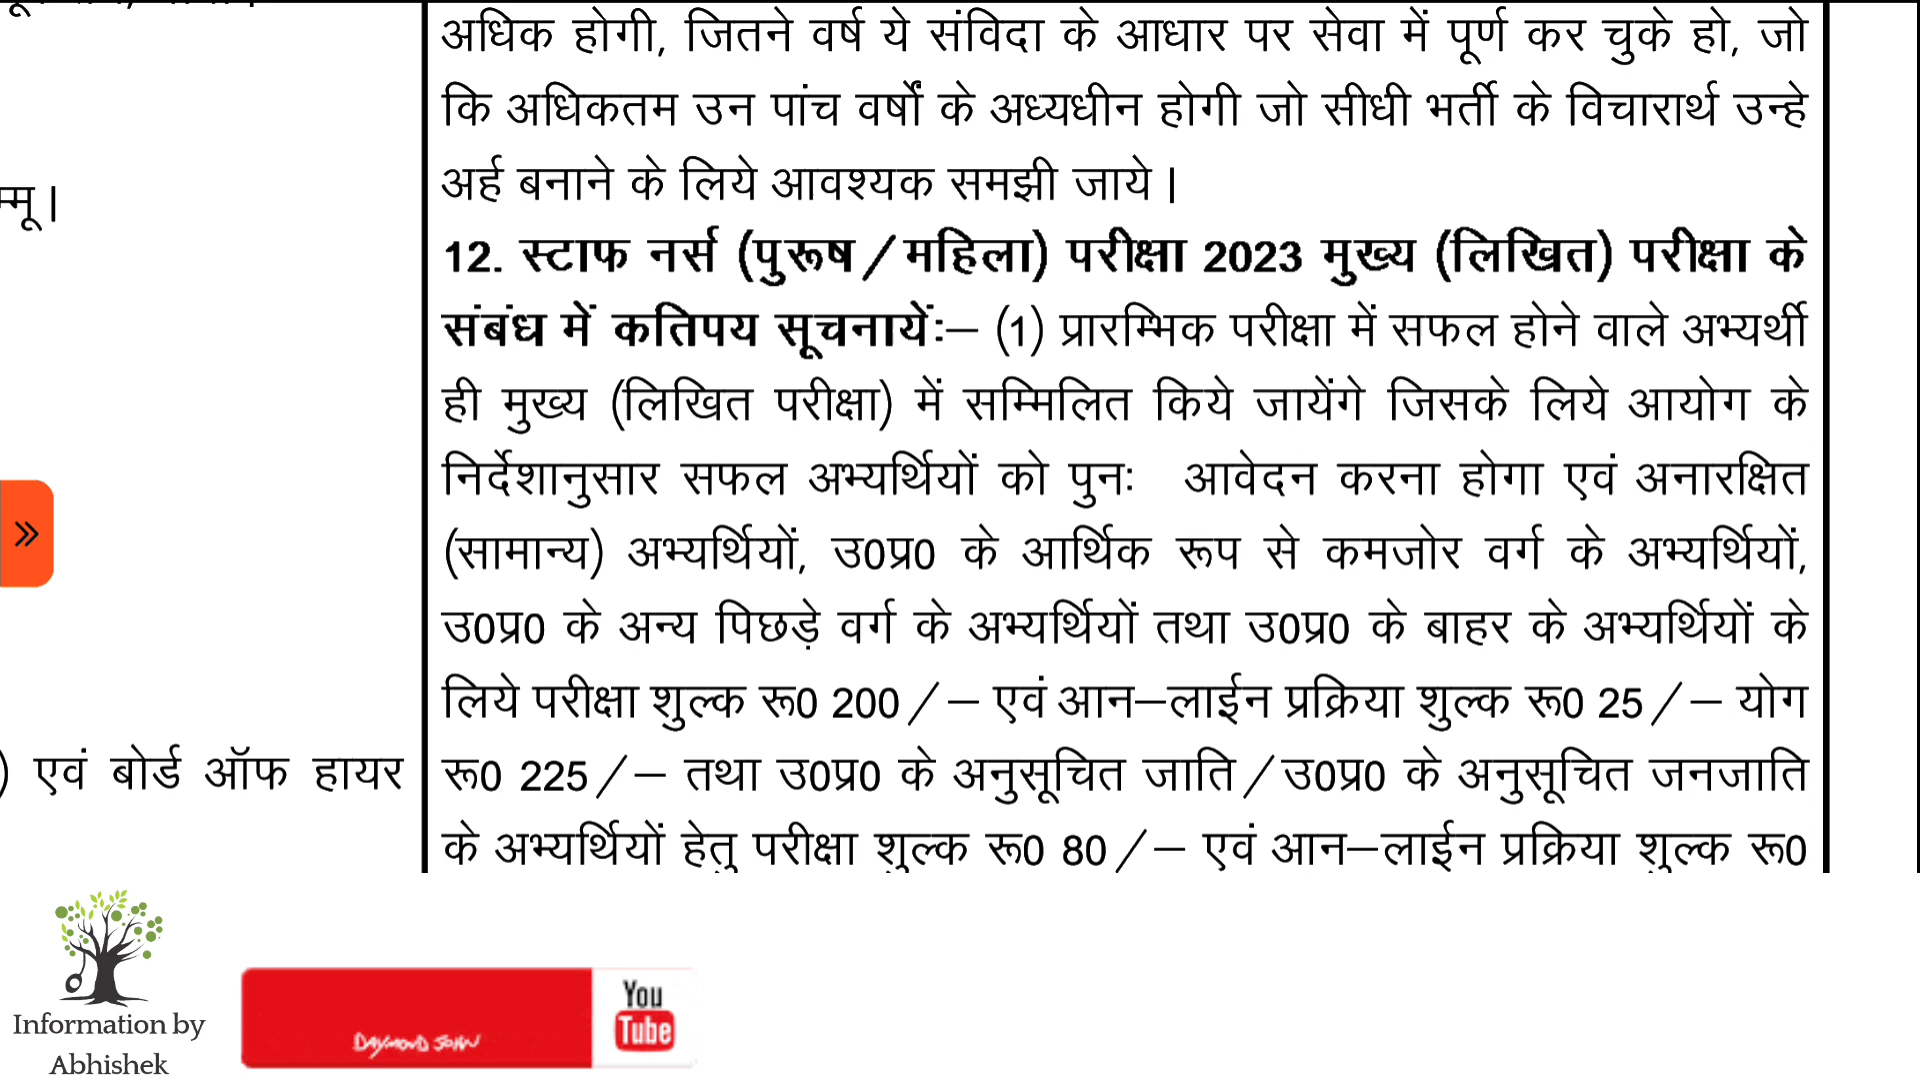 अधिक होगी, जितने वर्ष ये संविदा के आधार पर सेवा में पूर्ण कर चुके हो, जो
कि अधिकतम उन पांच वर्षों के अध्यधीन होगी जो सीधी भर्ती के विचारार्थ उन्हे
अर्ह बनाने के लिये आवश्यक समझी जाये।
12. स्टाफ नर्स (पुरूष/महिला) परीक्षा 2023 मुख्य (लिखित) परीक्षा के
संबंध में कतिपय सूचनायें:– (1) प्रारम्भिक परीक्षा में सफल होने वाले अभ्यर्थी
ही मुख्य (लिखित परीक्षा) में सम्मिलित किये जायेंगे जिसके लिये आयोग के
निर्देशानुसार सफल अभ्यर्थियों को पुनः आवेदन करना होगा एवं अनारक्षित
(सामान्य) अभ्यर्थियों, उ0प्र0 के आर्थिक रूप से कमजोर वर्ग के अभ्यर्थियों,
उ0प्र0 के अन्य पिछड़े वर्ग के अभ्यर्थियों तथा उ0प्र0 के बाहर के अभ्यर्थियों के
लिये परीक्षा शुल्क रू0 200/– एवं आन–लाईन प्रक्रिया शुल्क रू0 25/– योग
रू0 225/– तथा उ0प्र0 के अनुसूचित जाति/उ0प्र0 के अनुसूचित जनजाति
के अभ्यर्थियों हेतु परीक्षा शुल्क रू0 80/– एवं आन–लाईन प्रक्रिया शुल्क रू0
म्मू।
) एवं बोर्ड ऑफ हायर
Information by
Abhishek
DAYMOND JOHN
You
Tube